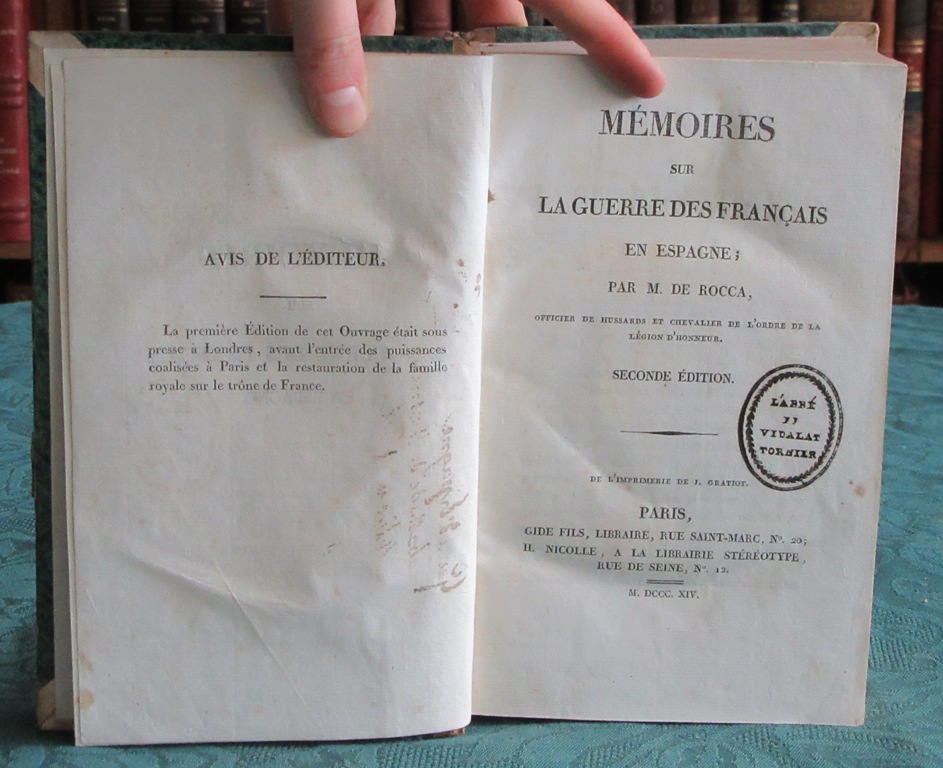 AVIS DE L'ÉDITEUR.
La première Édition de cet Ouvrage était sous
presse à Londres, avant l'entrée des puissances
coalisées à Paris et la restauration de la famille
royale sur le trône de France.
MÉMOIRES
SUR
LA GUERRE DES FRANÇAIS
EN ESPAGNE;
PAR M. DE ROCCA,
OFFICIER DE HUSSARDS ET CHEVALIER DE L'ORDRE DE LA
LÉGION D'HONNEUR.
SECONDE ÉDITION.
L'ABBÉ
JJ
VIDALAT
TORNIER
DE L'IMPRIMERIE DE J. GRATIOT.
PARIS,
GIDE FILS, LIBRAIRE, RUE SAINT-MARC, N°. 20;
H. NICOLLE, A LA LIBRAIRIE STÉRÉOTYPE,
RUE DE SEINE, N°. 12.
M. DCCC. XIV.